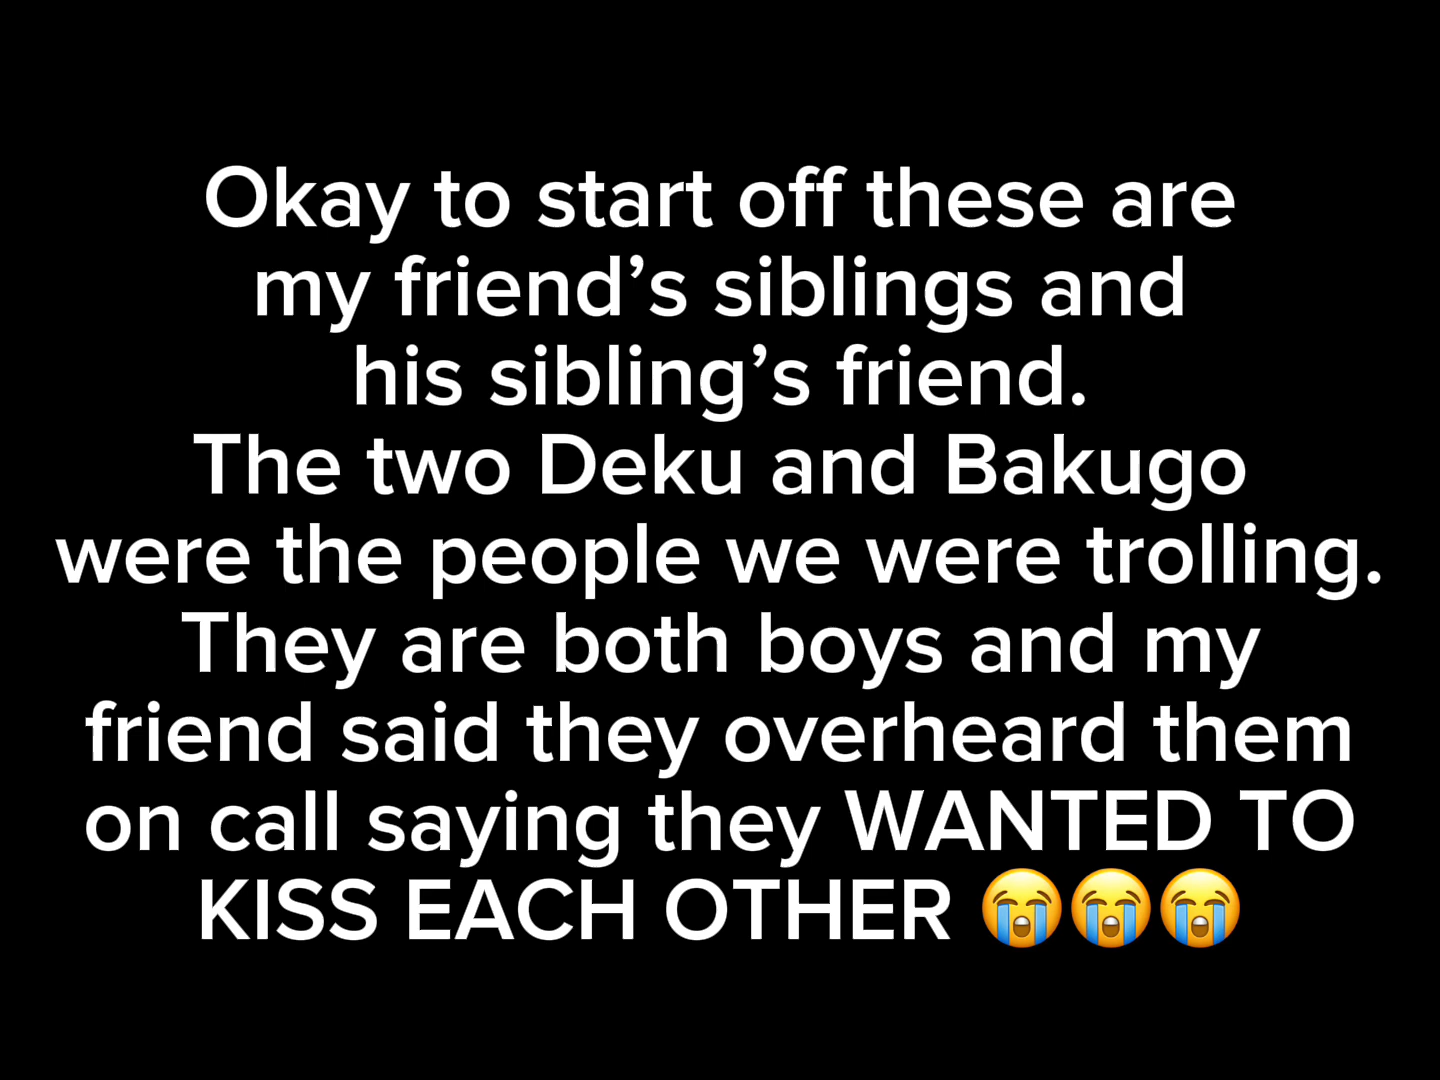 Okay to start off these are
my friend’s siblings and
his sibling’s friend.
The two Deku and Bakugo
were the people we were trolling.
They are both boys and my
friend said they overheard them
on call saying they WANTED TO
KISS EACH OTHER 😭😭😭